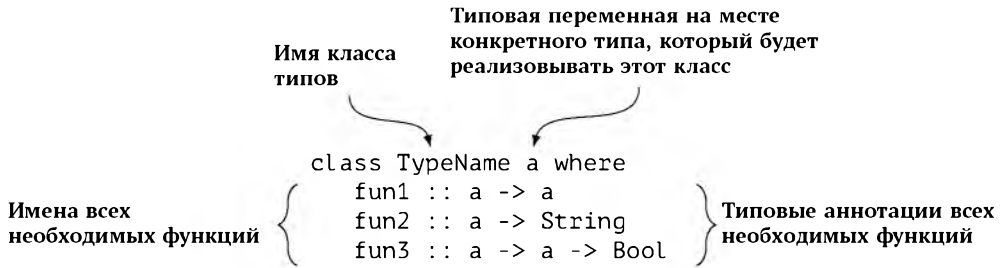 Типовая переменная на месте
конкретного типа, который будет
реализовывать этот класс
Имя класса
типов
class TypeName a where
fun1 :: a -> a
fun2 :: a -> String
fun3 :: a -> a -> Bool
Имена всех
необходимых функций
Типовые аннотации всех
необходимых функций